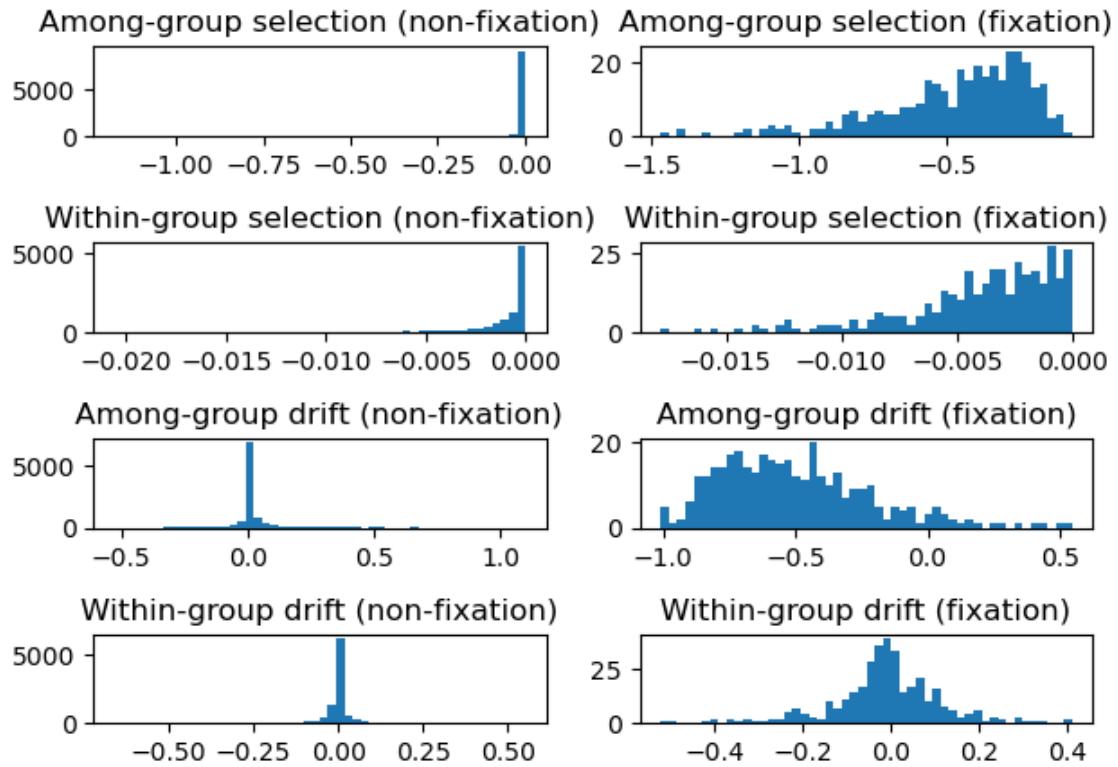 Among-group selection (non-fixation)
5000
0
−1.00 −0.75 −0.50 −0.25 0.00
Among-group selection (fixation)
20
0
−1.5 −1.0 −0.5
Within-group selection (non-fixation)
5000
0
−0.020 −0.015 −0.010 −0.005 0.000
Within-group selection (fixation)
25
0
−0.015 −0.010 −0.005 0.000
Among-group drift (non-fixation)
5000
0
−0.5 0.0 0.5 1.0
Among-group drift (fixation)
20
0
−1.0 −0.5 0.0 0.5
Within-group drift (non-fixation)
5000
0
−0.50 −0.25 0.00 0.25 0.50
Within-group drift (fixation)
25
0
−0.4 −0.2 0.0 0.2 0.4